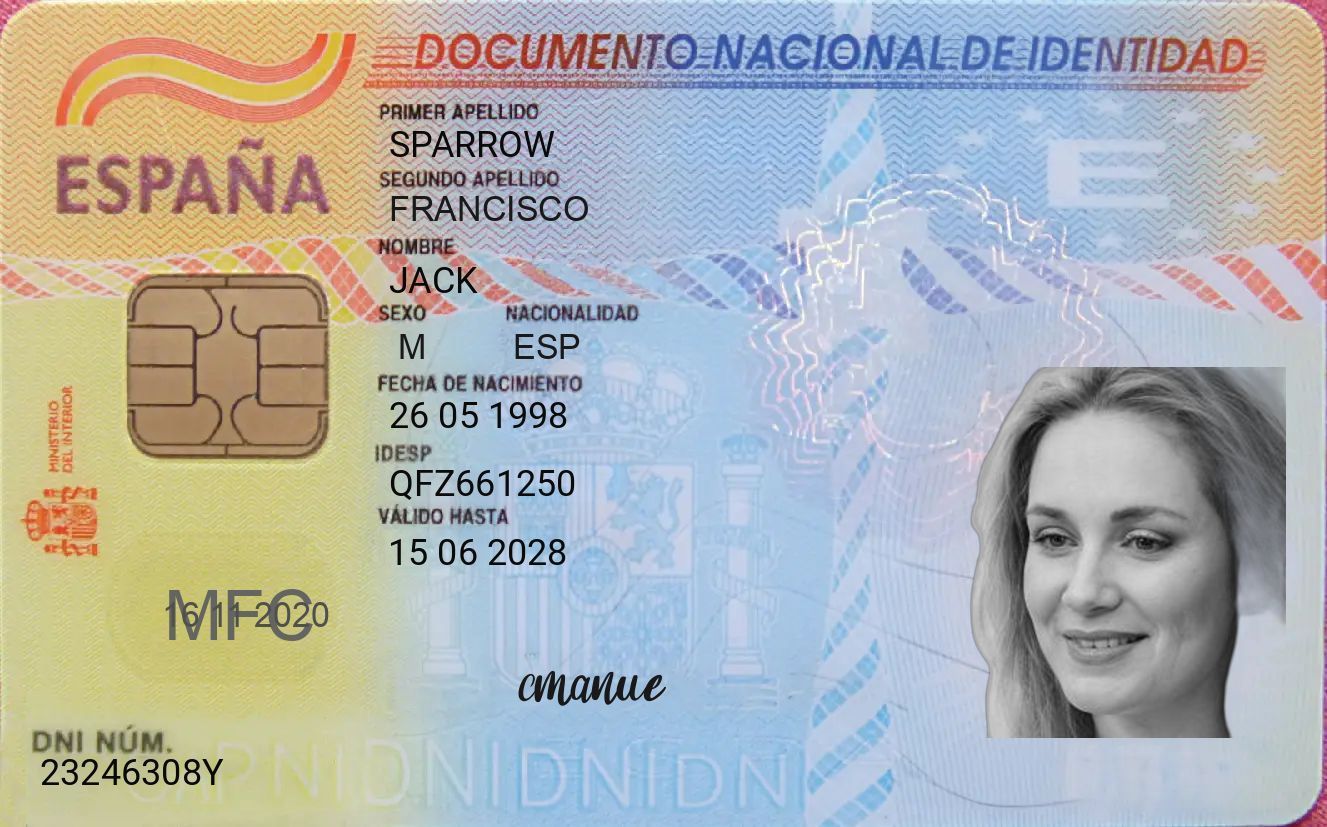 DOCUMENTO NACIONAL DE IDENTIDAD
ESPAÑA
PRIMER APELLIDO
SPARROW
SEGUNDO APELLIDO
FRANCISCO
NOMBRE
JACK
SEXO NACIONALIDAD
M ESP
FECHA DE NACIMIENTO
26 05 1998
IDESP
QFZ661250
VÁLIDO HASTA
15 06 2028
MINISTERIO
DEL INTERIOR
E
MFC
16 11 2020
cmanue
DNI NÚM.
23246308Y